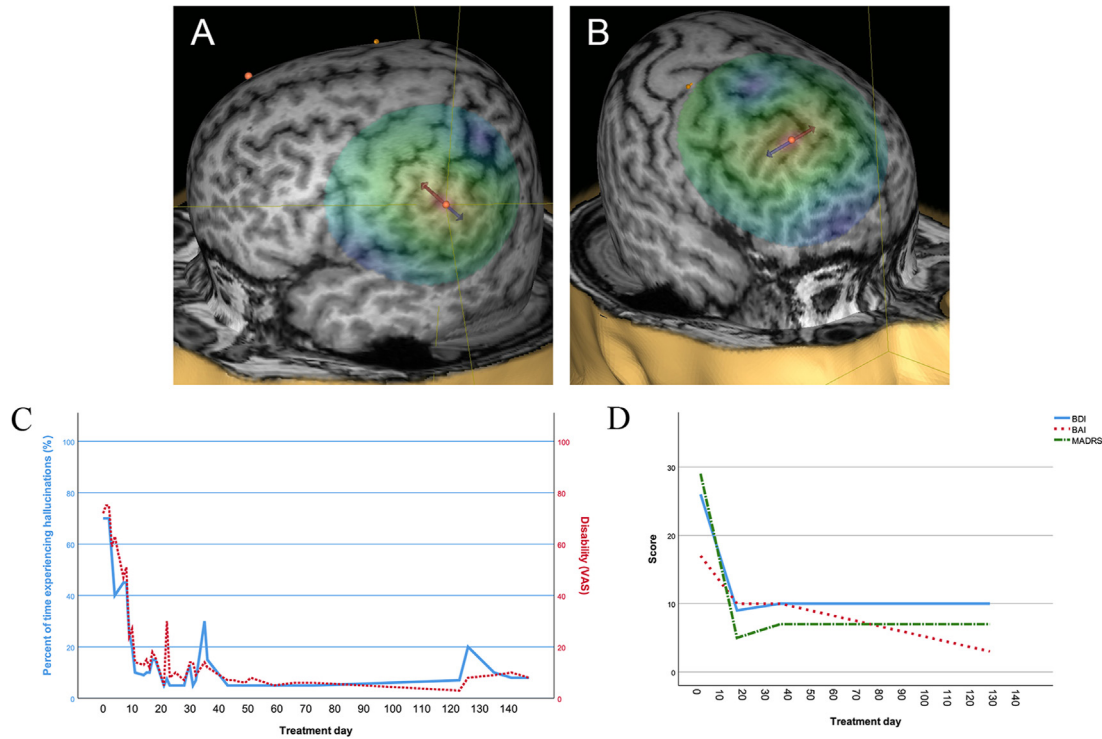 A
B
C
Percent of time experiencing hallucinations (%)
100
80
60
40
20
0
100
80
60
40
20
0
Disability (VAS)
0 10 20 30 40 50 60 70 80 90 100 110 120 130 140
Treatment day
D
BDI
BAI
MADRS
Score
30
20
10
0
0 10 20 30 40 50 60 70 80 90 100 110 120 130 140
Treatment day